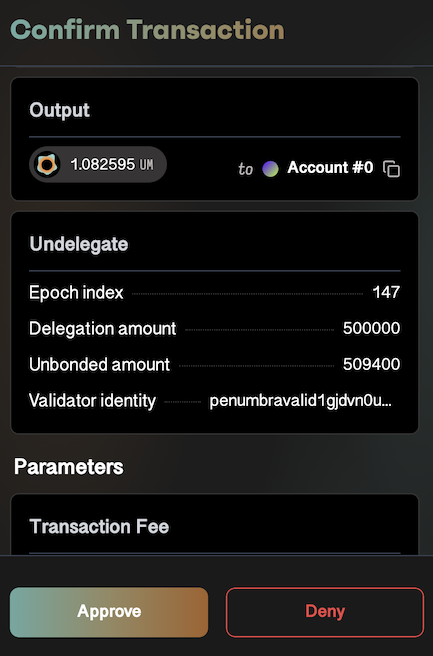 Confirm Transaction
Output
1.082595 UM to Account #0
Undelegate
Epoch index 147
Delegation amount 500000
Unbonded amount 509400
Validator identity penumbravalid1gjdvn0u...
Parameters
Transaction Fee
Approve Deny